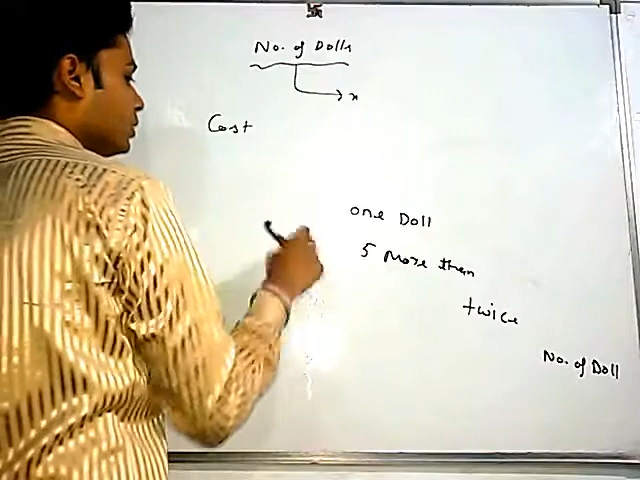 No. of Dolls
x
Cost
one Doll
5 More than
twice
No. of Doll